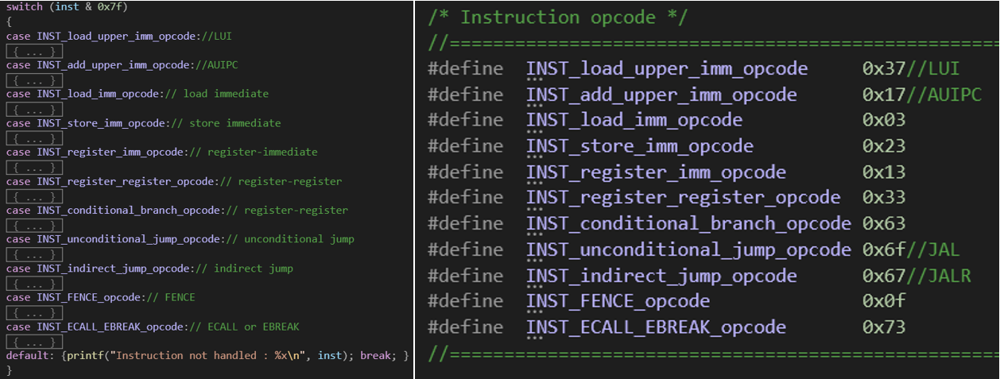 switch (inst & 0x7f)
{
case INST_load_upper_imm_opcode://LUI
{ ... }
case INST_add_upper_imm_opcode://AUIPC
{ ... }
case INST_load_imm_opcode:// load immediate
{ ... }
case INST_store_imm_opcode:// store immediate
{ ... }
case INST_register_imm_opcode:// register-immediate
{ ... }
case INST_register_register_opcode:// register-register
{ ... }
case INST_conditional_branch_opcode:// register-register
{ ... }
case INST_unconditional_jump_opcode:// unconditional jump
{ ... }
case INST_indirect_jump_opcode:// indirect jump
{ ... }
case INST_FENCE_opcode:// FENCE
{ ... }
case INST_ECALL_EBREAK_opcode:// ECALL or EBREAK
{ ... }
default: {printf("Instruction not handled : %x\n", inst); break; }
}
/* Instruction opcode */
//==================================================
#define INST_load_upper_imm_opcode 0x37//LUI
#define INST_add_upper_imm_opcode 0x17//AUIPC
#define INST_load_imm_opcode 0x03
#define INST_store_imm_opcode 0x23
#define INST_register_imm_opcode 0x13
#define INST_register_register_opcode 0x33
#define INST_conditional_branch_opcode 0x63
#define INST_unconditional_jump_opcode 0x6f//JAL
#define INST_indirect_jump_opcode 0x67//JALR
#define INST_FENCE_opcode 0x0f
#define INST_ECALL_EBREAK_opcode 0x73
//==================================================